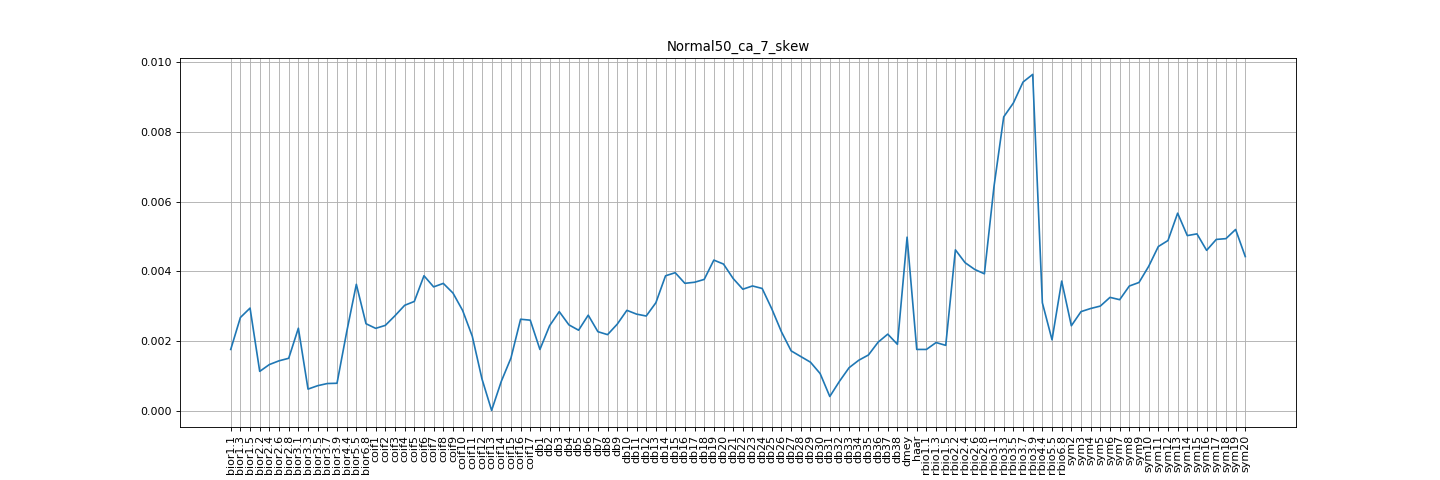 Normal50_ca_7_skew
0.010
0.008
0.006
0.004
0.002
0.000
bior1.1
bior1.3
bior1.5
bior2.2
bior2.4
bior2.6
bior2.8
bior3.1
bior3.3
bior3.5
bior3.7
bior3.9
bior4.4
bior5.5
bior6.8
coif1
coif2
coif3
coif4
coif5
coif6
coif7
coif8
coif9
coif10
coif11
coif12
coif13
coif14
coif15
coif16
coif17
db1
db2
db3
db4
db5
db6
db7
db8
db9
db10
db11
db12
db13
db14
db15
db16
db17
db18
db19
db20
db21
db22
db23
db24
db25
db26
db27
db28
db29
db30
db31
db32
db33
db34
db35
db36
db37
db38
dmey
haar
rbio1.1
rbio1.3
rbio1.5
rbio2.2
rbio2.4
rbio2.6
rbio2.8
rbio3.1
rbio3.3
rbio3.5
rbio3.7
rbio3.9
rbio4.4
rbio5.5
rbio6.8
sym2
sym3
sym4
sym5
sym6
sym7
sym8
sym9
sym10
sym11
sym12
sym13
sym14
sym15
sym16
sym17
sym18
sym19
sym20